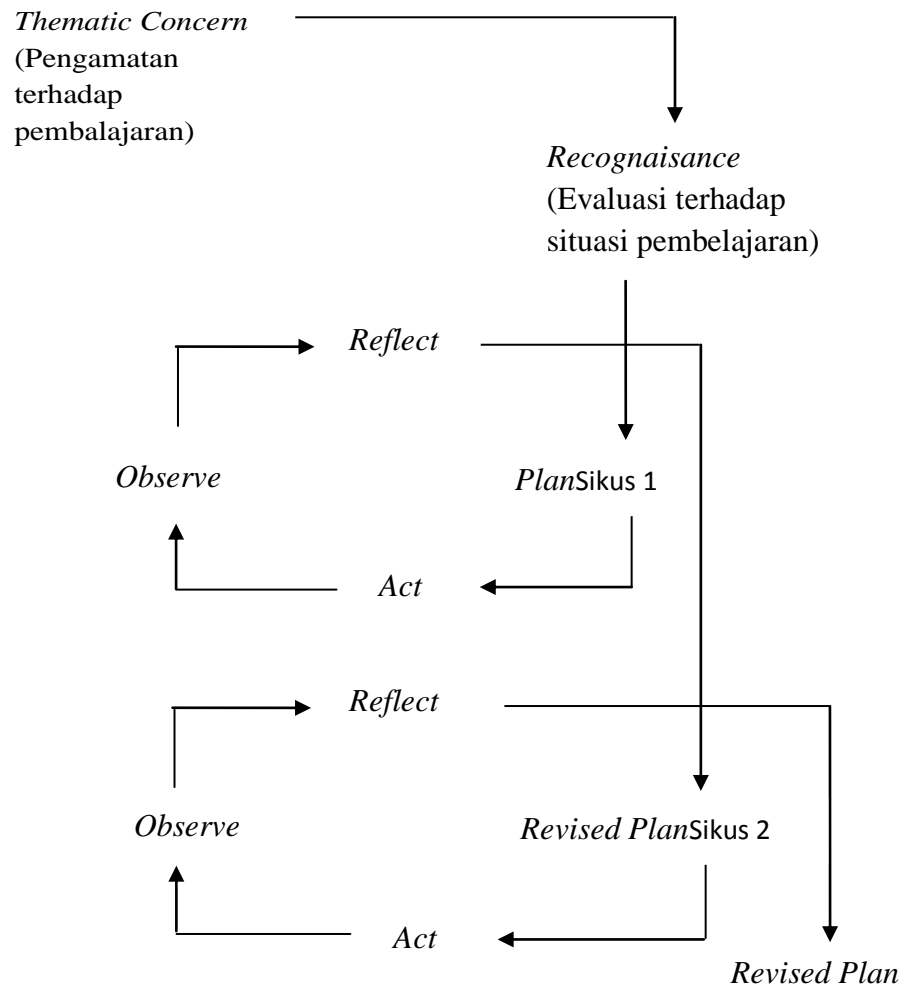 Thematic Concern
(Pengamatan
terhadap
pembalajaran)
Recognaisance
(Evaluasi terhadap
situasi pembelajaran)
Reflect
Observe
PlanSikus 1
Act
Reflect
Observe
Revised PlanSikus 2
Act
Revised Plan